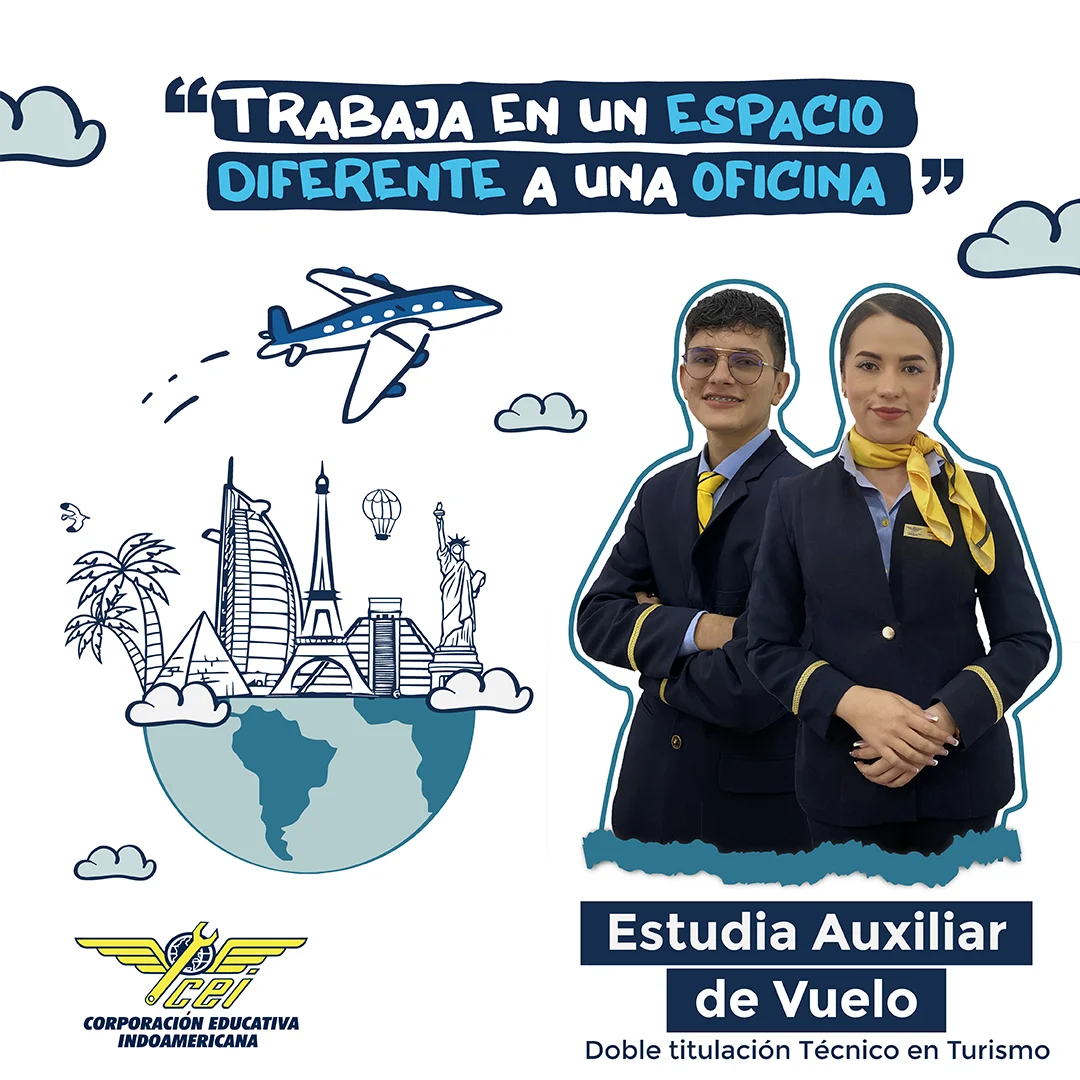 “TRABAJA EN UN ESPACIO
DIFERENTE A UNA OFICINA”
Estudia Auxiliar
de Vuelo
Doble titulación Técnico en Turismo
cei
CORPORACIÓN EDUCATIVA
INDOAMERICANA